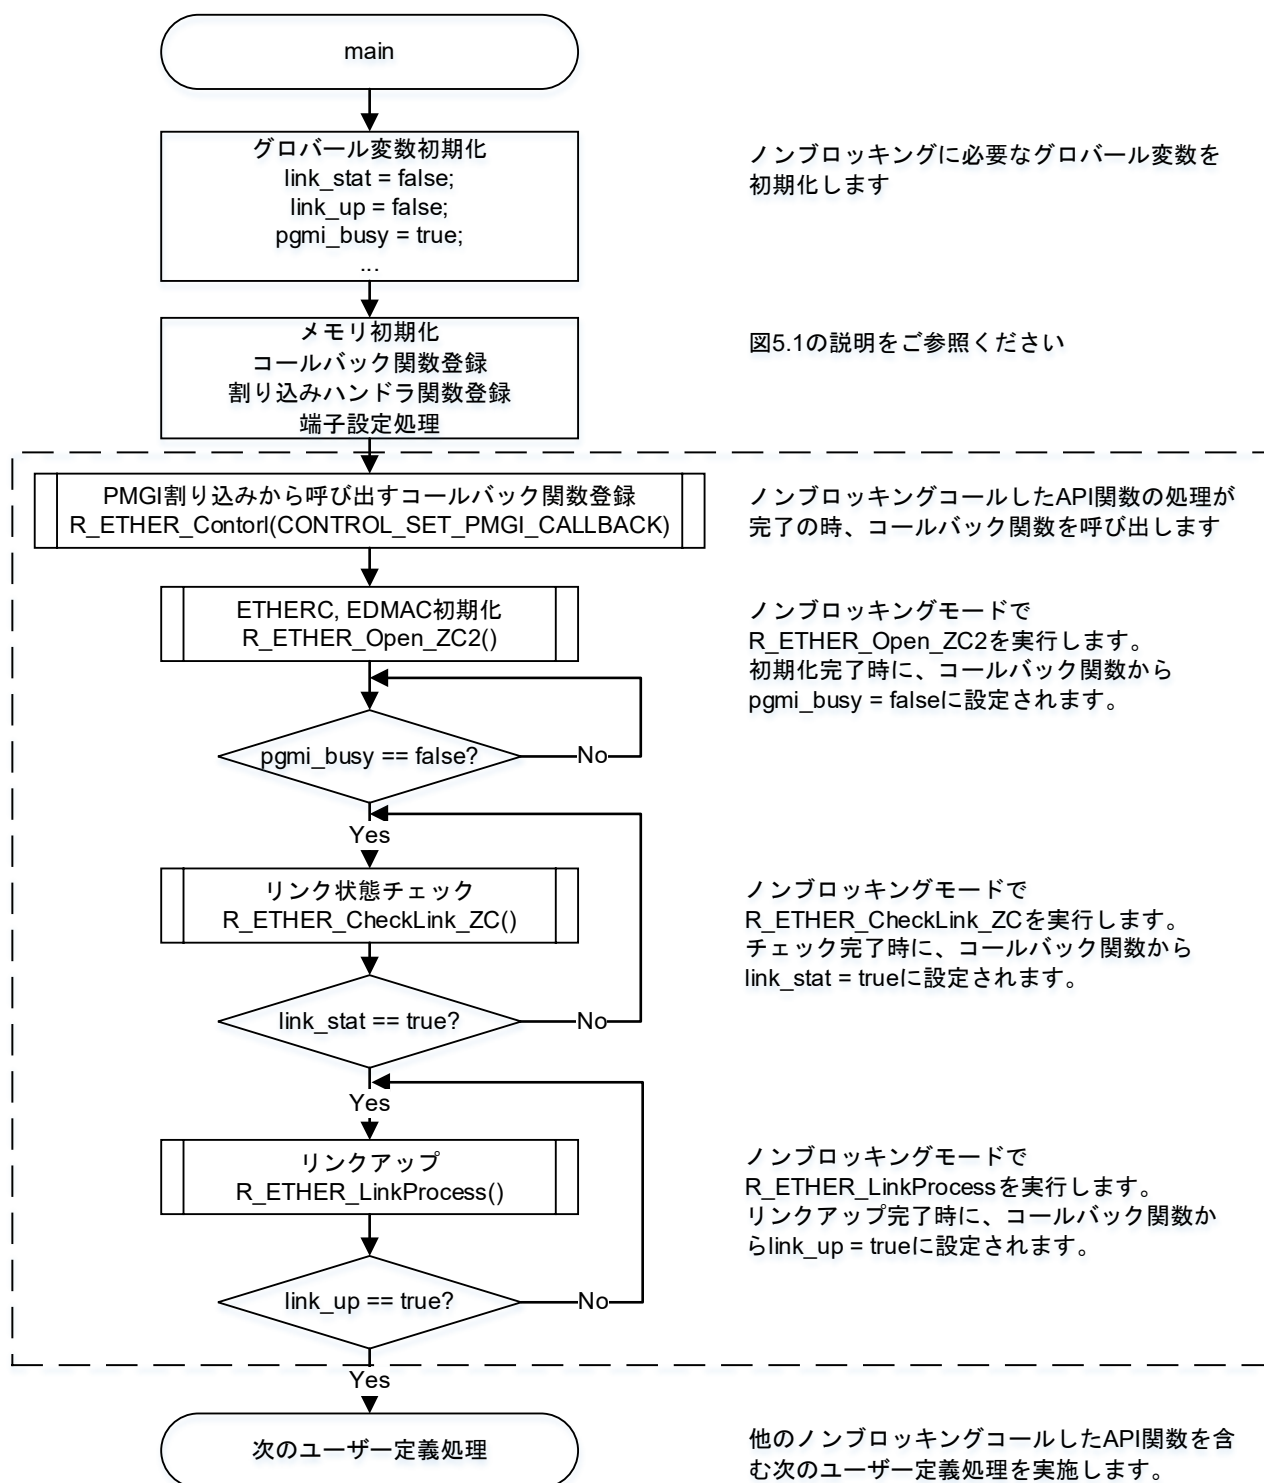 main
グロバール変数初期化
link_stat = false;
link_up = false;
pgmi_busy = true;
...
ノンブロッキングに必要なグロバール変数を
初期化します
メモリ初期化
コールバック関数登録
割り込みハンドラ関数登録
端子設定処理
図5.1の説明をご参照ください
PMGI割り込みから呼び出すコールバック関数登録
R_ETHER_Contorl(CONTROL_SET_PMGI_CALLBACK)
ノンブロッキングコールしたAPI関数の処理が
完了の時、コールバック関数を呼び出します
ETHERC, EDMAC初期化
R_ETHER_Open_ZC2()
ノンブロッキングモードで
R_ETHER_Open_ZC2を実行します。
初期化完了時に、コールバック関数から
pgmi_busy = falseに設定されます。
pgmi_busy == false?
No
Yes
リンク状態チェック
R_ETHER_CheckLink_ZC()
ノンブロッキングモードで
R_ETHER_CheckLink_ZCを実行します。
チェック完了時に、コールバック関数から
link_stat = trueに設定されます。
link_stat == true?
No
Yes
リンクアップ
R_ETHER_LinkProcess()
ノンブロッキングモードで
R_ETHER_LinkProcessを実行します。
リンクアップ完了時に、コールバック関数か
らlink_up = trueに設定されます。
link_up == true?
No
Yes
次のユーザー定義処理
他のノンブロッキングコールしたAPI関数を含
む次のユーザー定義処理を実施します。